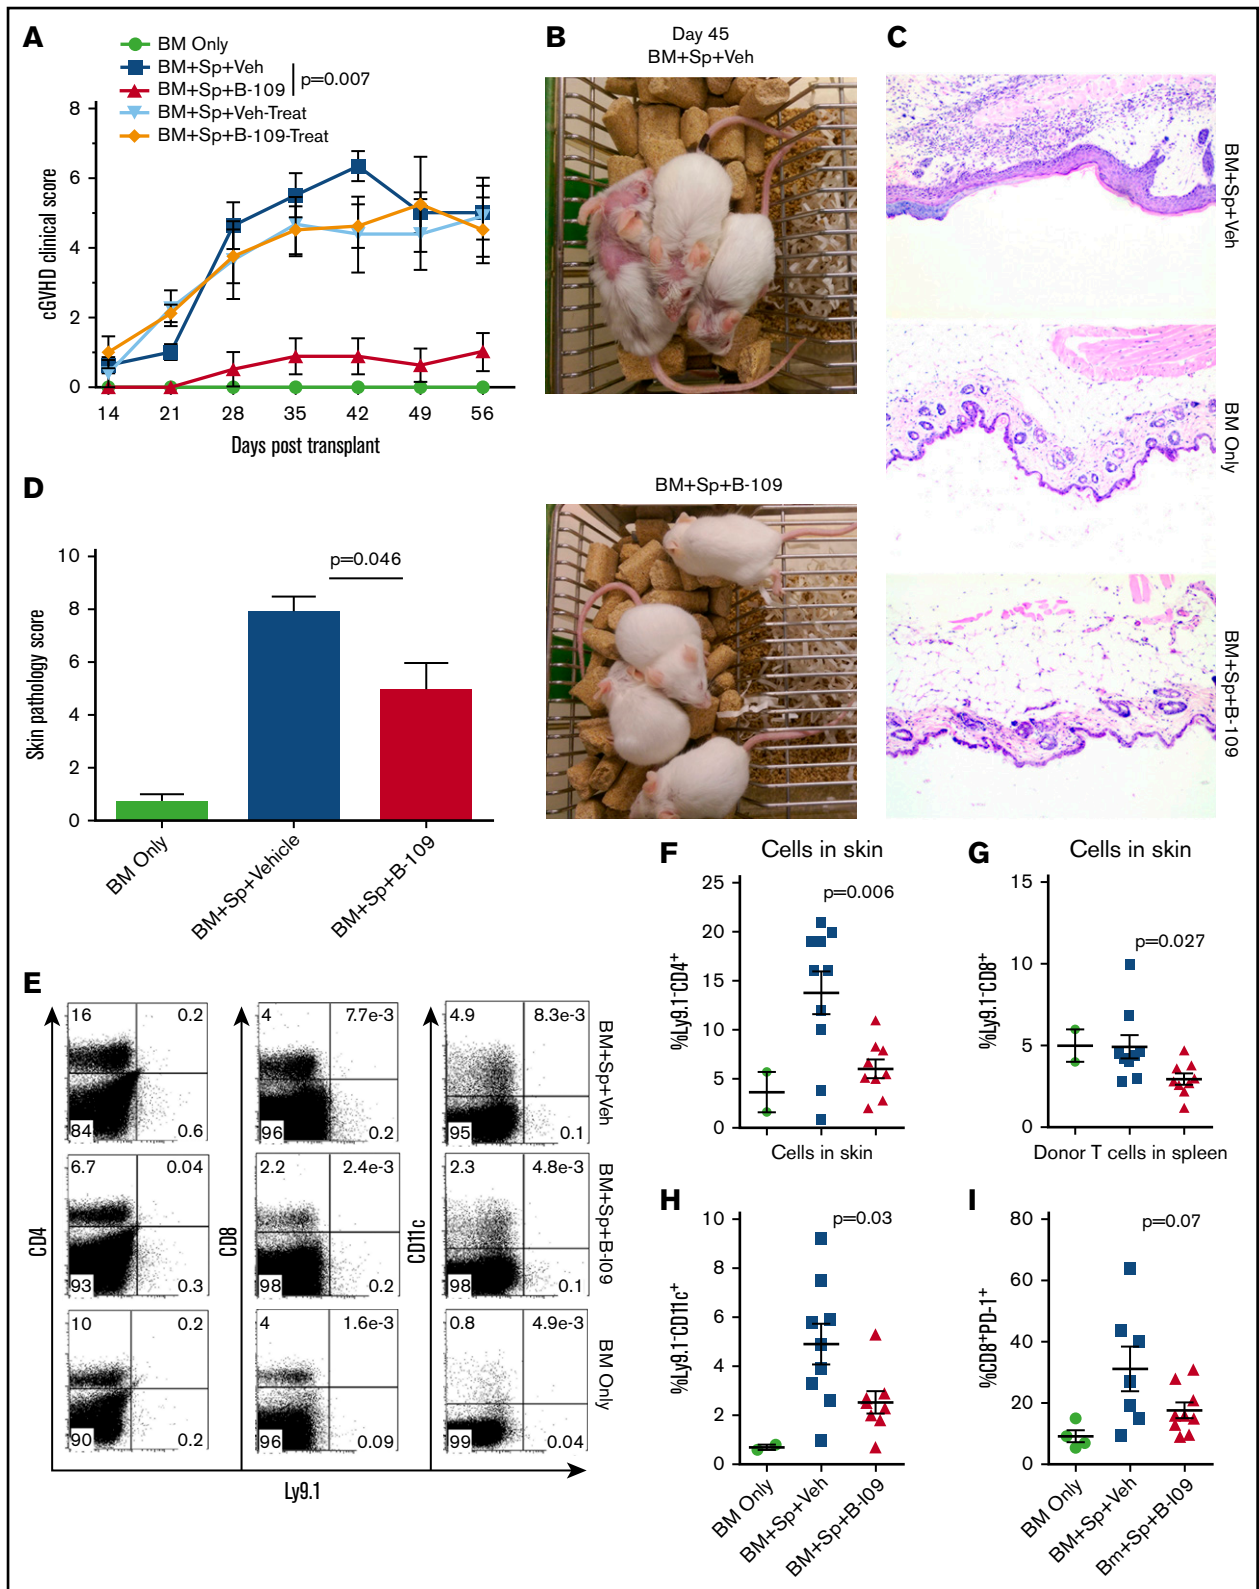 A
BM Only
BM+Sp+Veh
BM+Sp+B-109
p=0.007
BM+Sp+Veh-Treat
BM+Sp+B-109-Treat
cGVHD clinical score
8
6
4
2
0
14 21 28 35 42 49 56
Days post transplant
B
Day 45
BM+Sp+Veh
BM+Sp+B-109
C
BM+Sp+Veh
BM Only
BM+Sp+B-109
D
Skin pathology score
10
8
6
4
2
0
p=0.046
BM Only
BM+Sp+Vehicle
BM+Sp+B-109
E
CD4
CD8
CD11c
16 0.2
84 0.6
4 7.7e-3
96 0.2
4.9 8.3e-3
95 0.1
BM+Sp+Veh
6.7 0.04
93 0.3
2.2 2.4e-3
98 0.2
2.3 4.8e-3
98 0.1
BM+Sp+B-I09
10 0.2
90 0.2
4 1.6e-3
96 0.09
0.8 4.9e-3
99 0.04
BM Only
Ly9.1
F
Cells in skin
%Ly9.1⁻CD4⁺
25
20
15
10
5
0
p=0.006
G
Cells in skin
%Ly9.1⁻CD8⁺
15
10
5
0
p=0.027
H
Cells in skin
%Ly9.1⁻CD11c⁺
10
8
6
4
2
0
p=0.03
BM Only
BM+Sp+Veh
BM+Sp+B-I09
I
Donor T cells in spleen
%CD8⁺PD-1⁺
80
60
40
20
0
p=0.07
BM Only
BM+Sp+Veh
Bm+Sp+B-I09